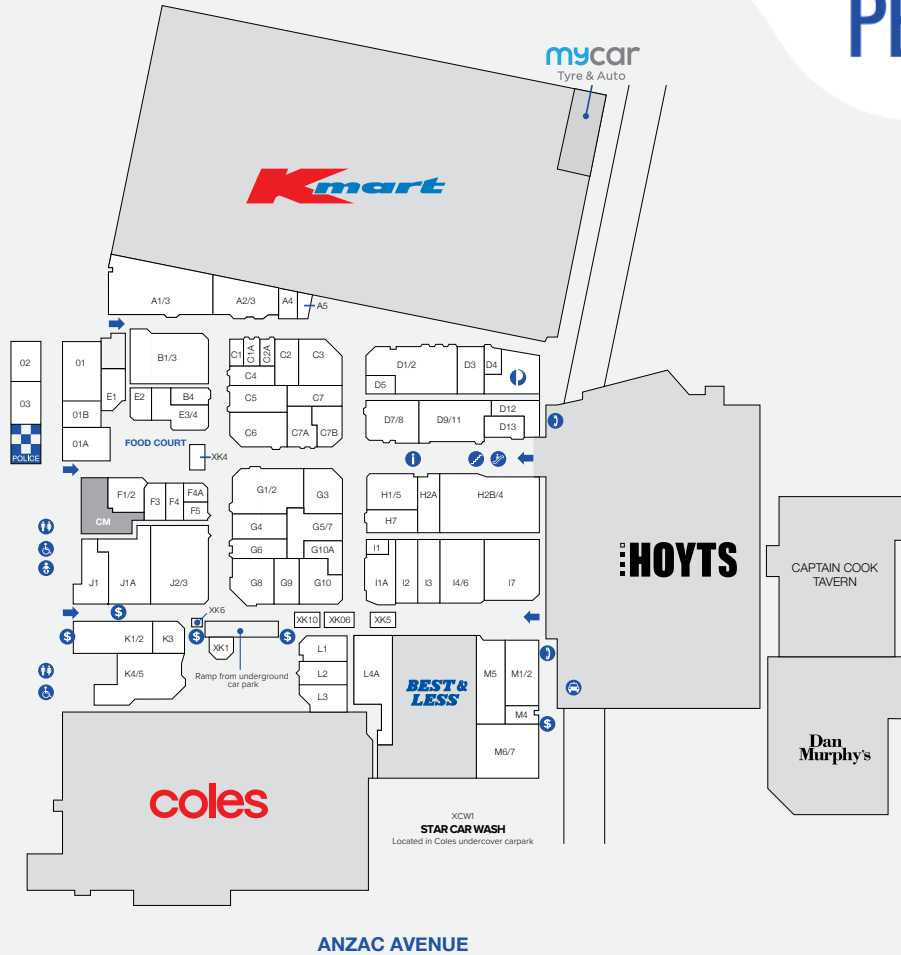 PE
mycar
Tyre & Auto
Kmart
A1/3
A2/3
A4
A5
02
01
B1/3
C1
C1A
C2A
C2
C3
D1/2
D3
D4
C4
D5
03
E1
E2
B4
C5
C7
D12
01B
E3/4
D7/8
D9/11
D13
01A
FOOD COURT
C6
C7A
C7B
POLICE
XK4
i
F1/2
F3
F4
F4A
F5
G1/2
G3
H1/5
H2A
H2B/4
CM
G4
G5/7
H7
G6
G10A
I1
HOYTS
CAPTAIN COOK
TAVERN
J1
J1A
J2/3
G8
G9
G10
I1A
I2
I3
I4/6
I7
$
XK6
XK10
XK06
XK5
$
K1/2
K3
$
$
XK1
L1
K4/5
Ramp from underground
car park
L2
L4A
BEST &
LESS
M5
M1/2
L3
M4
$
M6/7
Dan
Murphy's
coles
XCW1
STAR CAR WASH
Located in Coles undercover carpark
ANZAC AVENUE